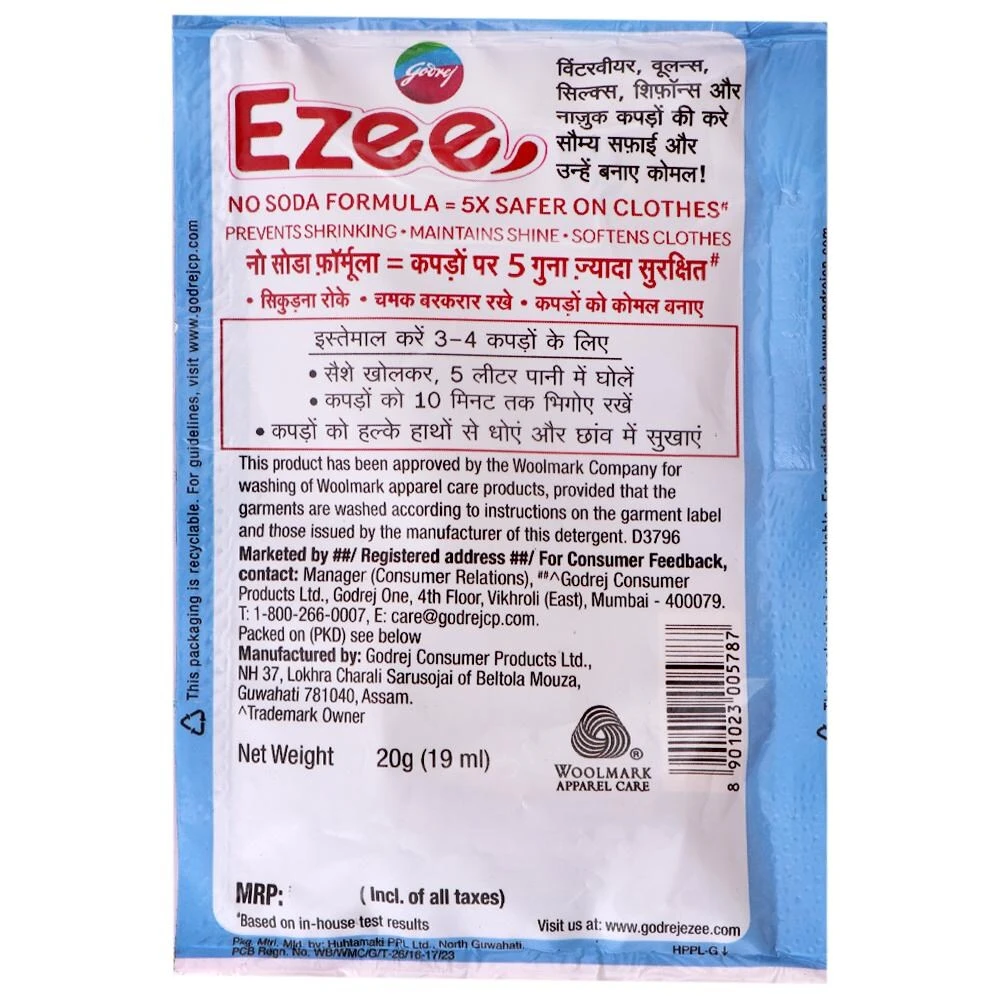 Godrej
Ezee
विंटरवीयर, वूलन्स,
सिल्क्स, शिफ़ॉन्स और
नाज़ुक कपड़ों की करे
सौम्य सफ़ाई और
उन्हें बनाए कोमल!
NO SODA FORMULA = 5X SAFER ON CLOTHES#
PREVENTS SHRINKING • MAINTAINS SHINE • SOFTENS CLOTHES
नो सोडा फ़ॉर्मूला = कपड़ों पर 5 गुना ज़्यादा सुरक्षित#
• सिकुड़ना रोके • चमक बरकरार रखे • कपड़ों को कोमल बनाए
इस्तेमाल करें 3-4 कपड़ों के लिए
• सैशे खोलकर, 5 लीटर पानी में घोलें
• कपड़ों को 10 मिनट तक भिगोए रखें
• कपड़ों को हल्के हाथों से धोएं और छांव में सुखाएं
This product has been approved by the Woolmark Company for
washing of Woolmark apparel care products, provided that the
garments are washed according to instructions on the garment label
and those issued by the manufacturer of this detergent. D3796
Marketed by ##/ Registered address ##/ For Consumer Feedback,
contact: Manager (Consumer Relations), ##^Godrej Consumer
Products Ltd., Godrej One, 4th Floor, Vikhroli (East), Mumbai - 400079.
T: 1-800-266-0007, E: care@godrejcp.com.
Packed on (PKD) see below
Manufactured by: Godrej Consumer Products Ltd.,
NH 37, Lokhra Charali Sarusojai of Beltola Mouza,
Guwahati 781040, Assam.
^Trademark Owner
Net Weight 20g (19 ml)
WOOLMARK
APPAREL CARE
®
8 901023 005787
MRP: (Incl. of all taxes)
#Based on in-house test results
Visit us at: www.godrejezee.com
Pkg. Mtrl. Mfd. by: Huhtamaki PPL Ltd., North Guwahati.
PCB Regn. No. WB/WMC/G/T-26/16-17/23
HPPL-G
This packaging is recyclable. For guidelines, visit www.godrejcp.com